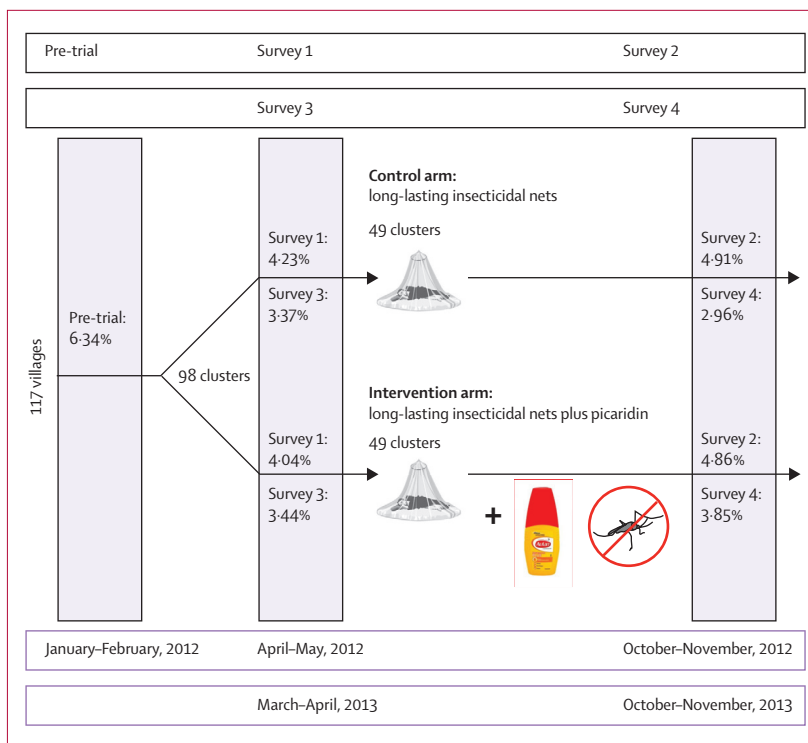 Pre-trial Survey 1 Survey 2
Survey 3 Survey 4
117 villages
Pre-trial:
6·34%
98 clusters
Survey 1:
4·23%
Survey 3:
3·37%
Control arm:
long-lasting insecticidal nets
49 clusters
Survey 2:
4·91%
Survey 4:
2·96%
Survey 1:
4·04%
Survey 3:
3·44%
Intervention arm:
long-lasting insecticidal nets plus picaridin
49 clusters
+
Survey 2:
4·86%
Survey 4:
3·85%
January–February, 2012 April–May, 2012 October–November, 2012
March–April, 2013 October–November, 2013